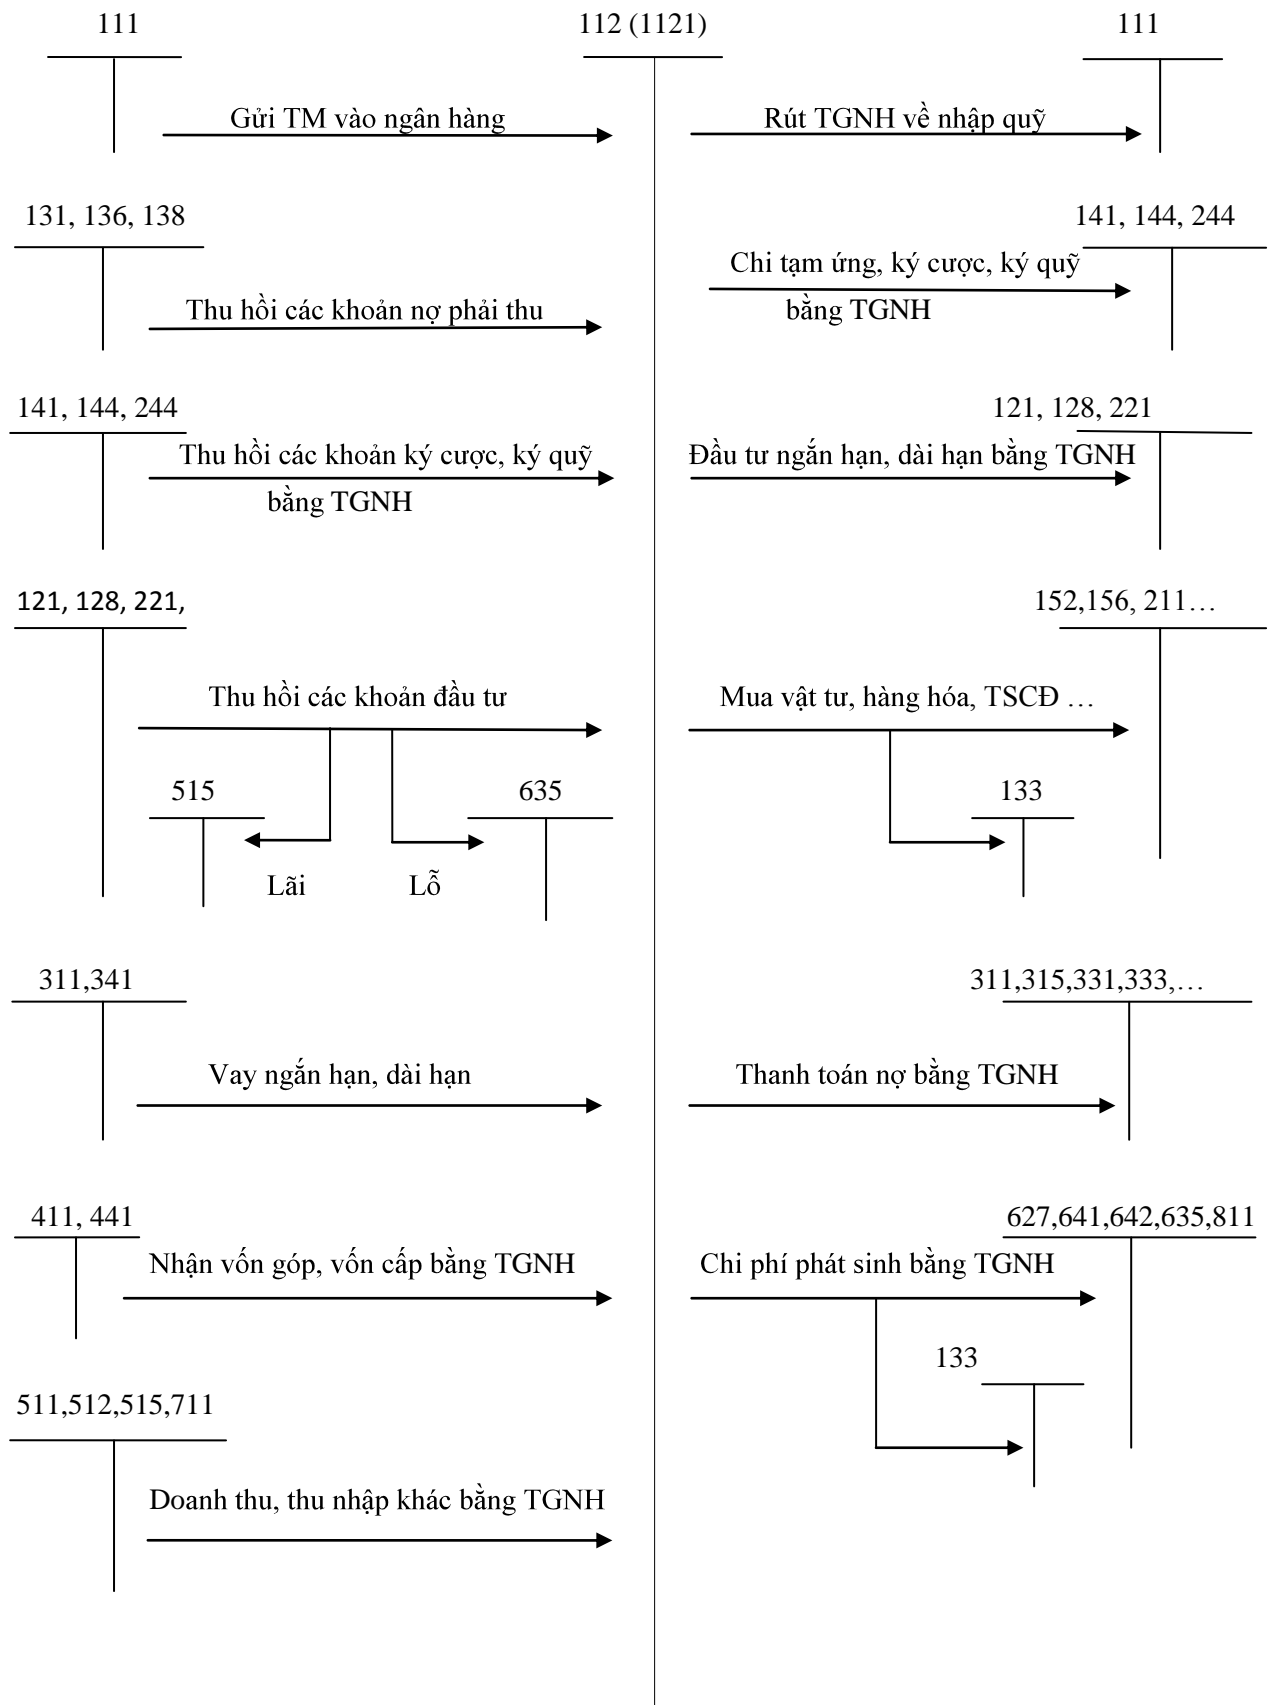 111
112 (1121)
111
Gửi TM vào ngân hàng
Rút TGNH về nhập quỹ
131, 136, 138
141, 144, 244
Chi tạm ứng, ký cược, ký quỹ
bằng TGNH
Thu hồi các khoản nợ phải thu
141, 144, 244
121, 128, 221
Thu hồi các khoản ký cược, ký quỹ
bằng TGNH
Đầu tư ngắn hạn, dài hạn bằng TGNH
121, 128, 221,
152,156, 211…
Thu hồi các khoản đầu tư
Mua vật tư, hàng hóa, TSCĐ …
515
635
133
Lãi
Lỗ
311,341
311,315,331,333,…
Vay ngắn hạn, dài hạn
Thanh toán nợ bằng TGNH
411, 441
627,641,642,635,811
Nhận vốn góp, vốn cấp bằng TGNH
Chi phí phát sinh bằng TGNH
133
511,512,515,711
Doanh thu, thu nhập khác bằng TGNH